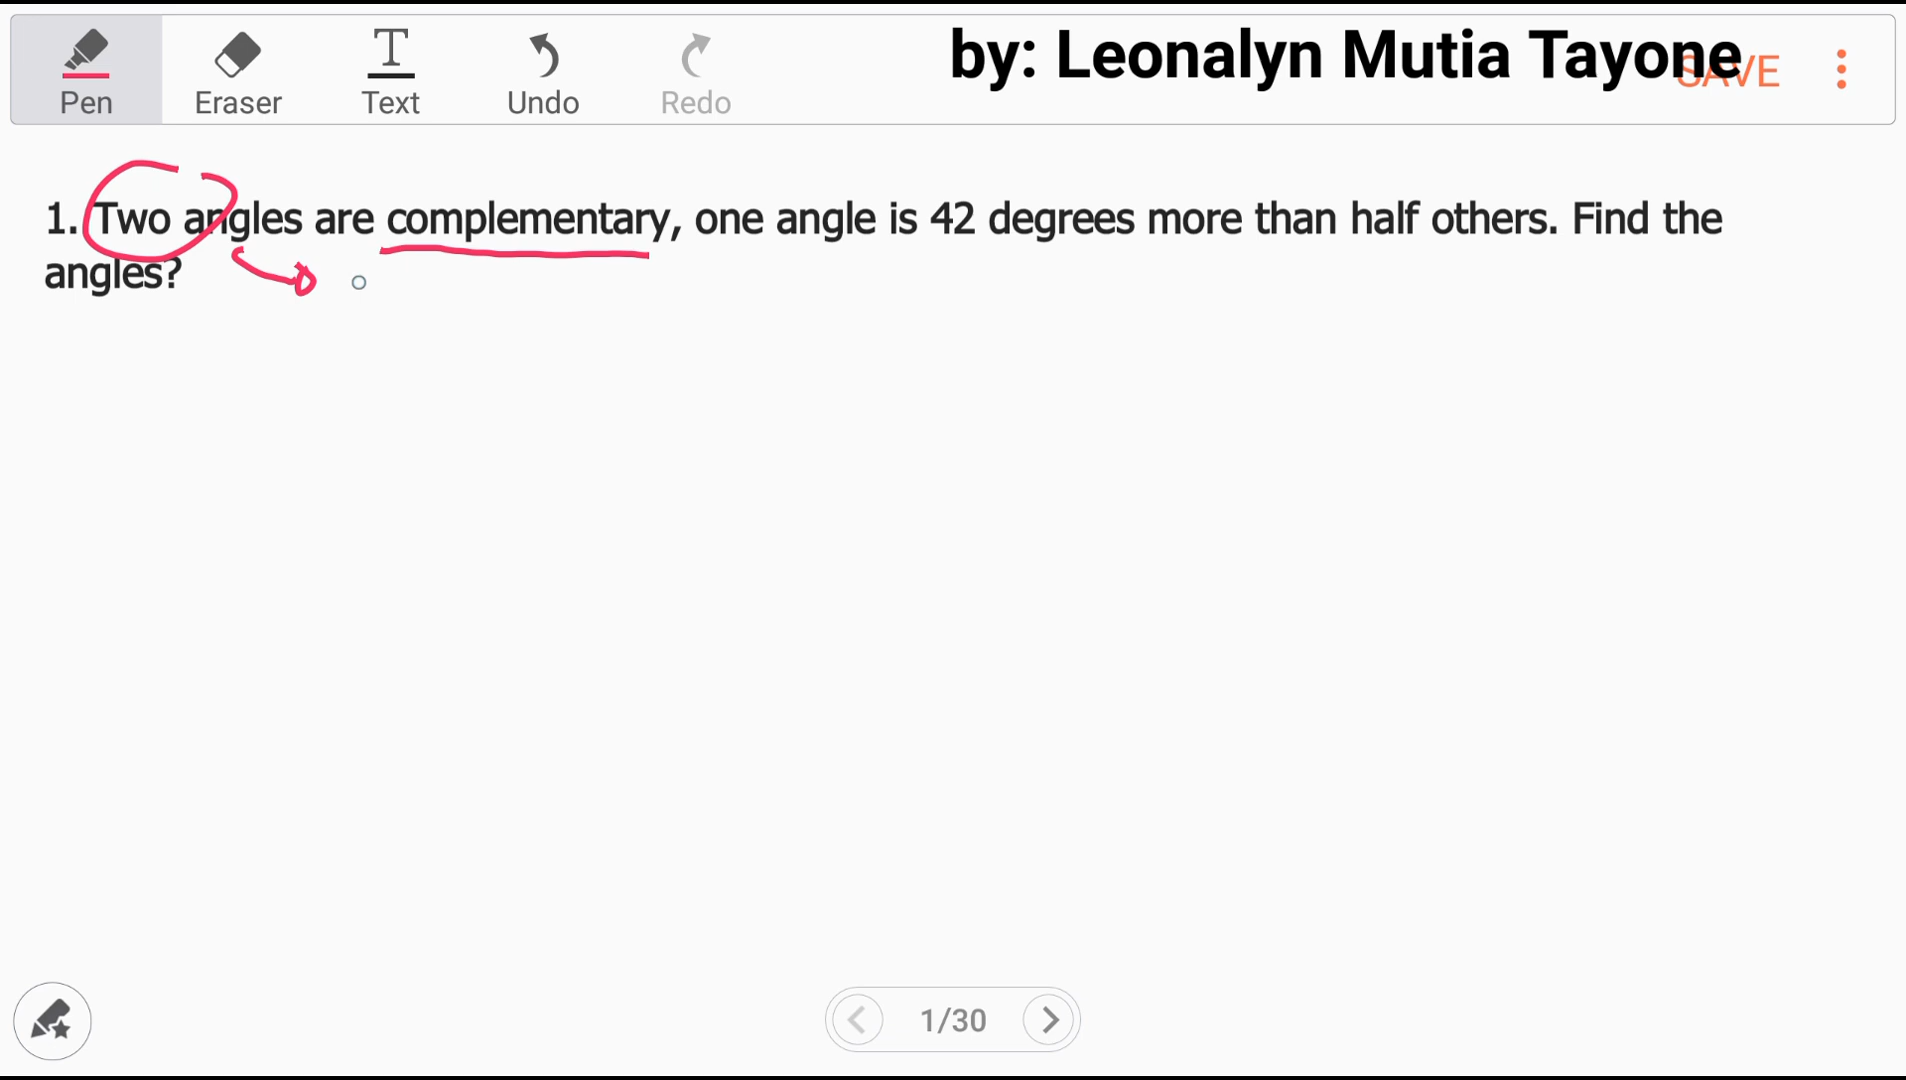 by: Leonalyn Mutia Tayone
SAVE
Pen
Eraser
Text
Undo
Redo
1. Two angles are complementary, one angle is 42 degrees more than half others. Find the
angles?
1/30